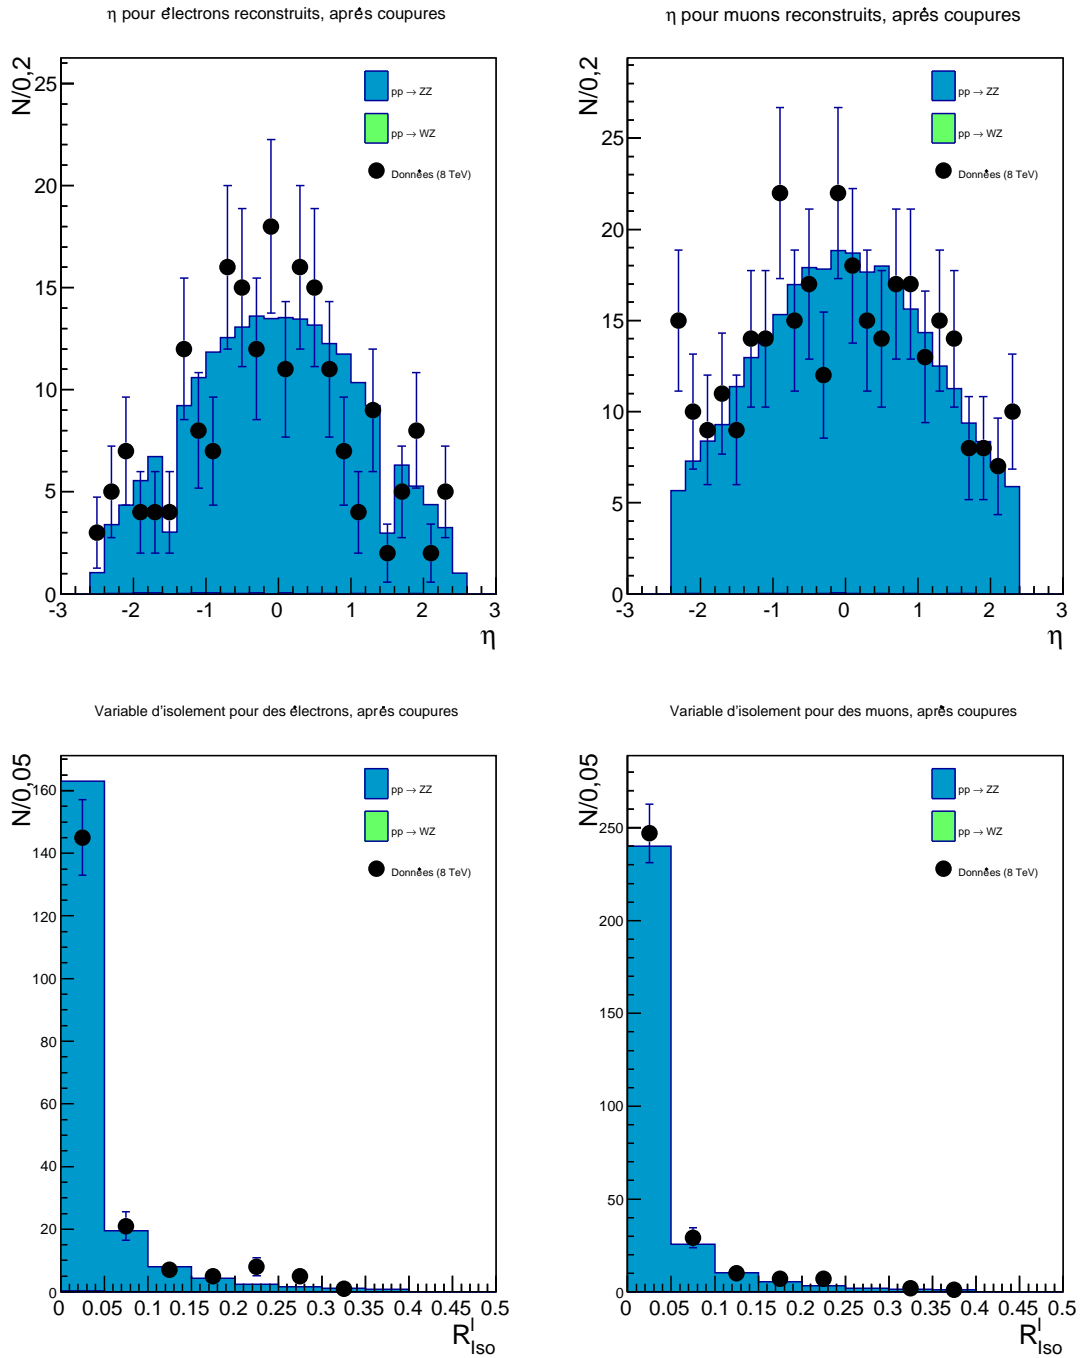 η pour électrons reconstruits, après coupures
N/0,2
25
20
15
10
5
0
-3 -2 -1 0 1 2 3
η
pp → ZZ
pp → WZ
Données (8 TeV)
η pour muons reconstruits, après coupures
N/0,2
25
20
15
10
5
0
-3 -2 -1 0 1 2 3
η
pp → ZZ
pp → WZ
Données (8 TeV)
Variable d'isolement pour des électrons, après coupures
N/0,05
160
140
120
100
80
60
40
20
0
0 0.05 0.1 0.15 0.2 0.25 0.3 0.35 0.4 0.45 0.5
R^l_Iso
pp → ZZ
pp → WZ
Données (8 TeV)
Variable d'isolement pour des muons, après coupures
N/0,05
250
200
150
100
50
0
0 0.05 0.1 0.15 0.2 0.25 0.3 0.35 0.4 0.45 0.5
R^l_Iso
pp → ZZ
pp → WZ
Données (8 TeV)